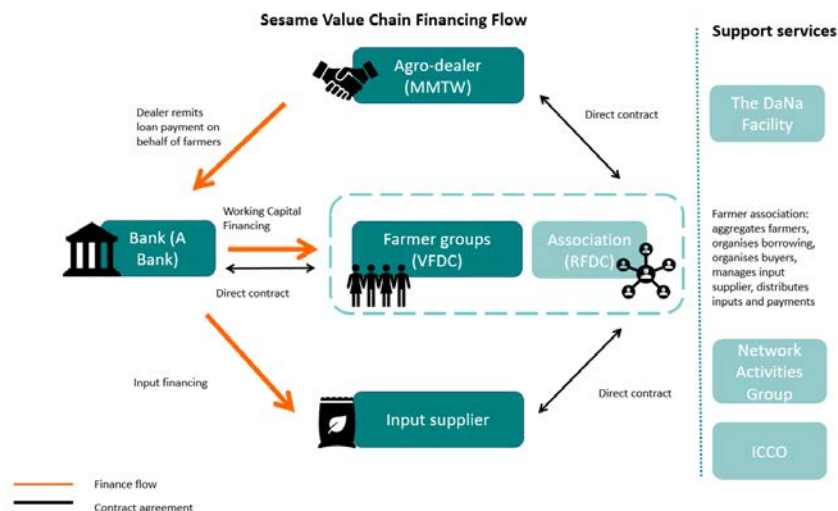 Sesame Value Chain Financing Flow
Support services
Agro-dealer
(MMTW)
The DaNa
Facility
Dealer remits
loan payment on
behalf of farmers
Direct contract
Working Capital
Financing
Bank (A
Bank)
Farmer groups
(VFDC)
Association
(RFDC)
Farmer association:
aggregates farmers,
organises borrowing,
organises buyers,
manages input
supplier, distributes
inputs and payments
Direct contract
Network
Activities
Group
Input financing
Direct contract
Input supplier
ICCO
Finance flow
Contract agreement